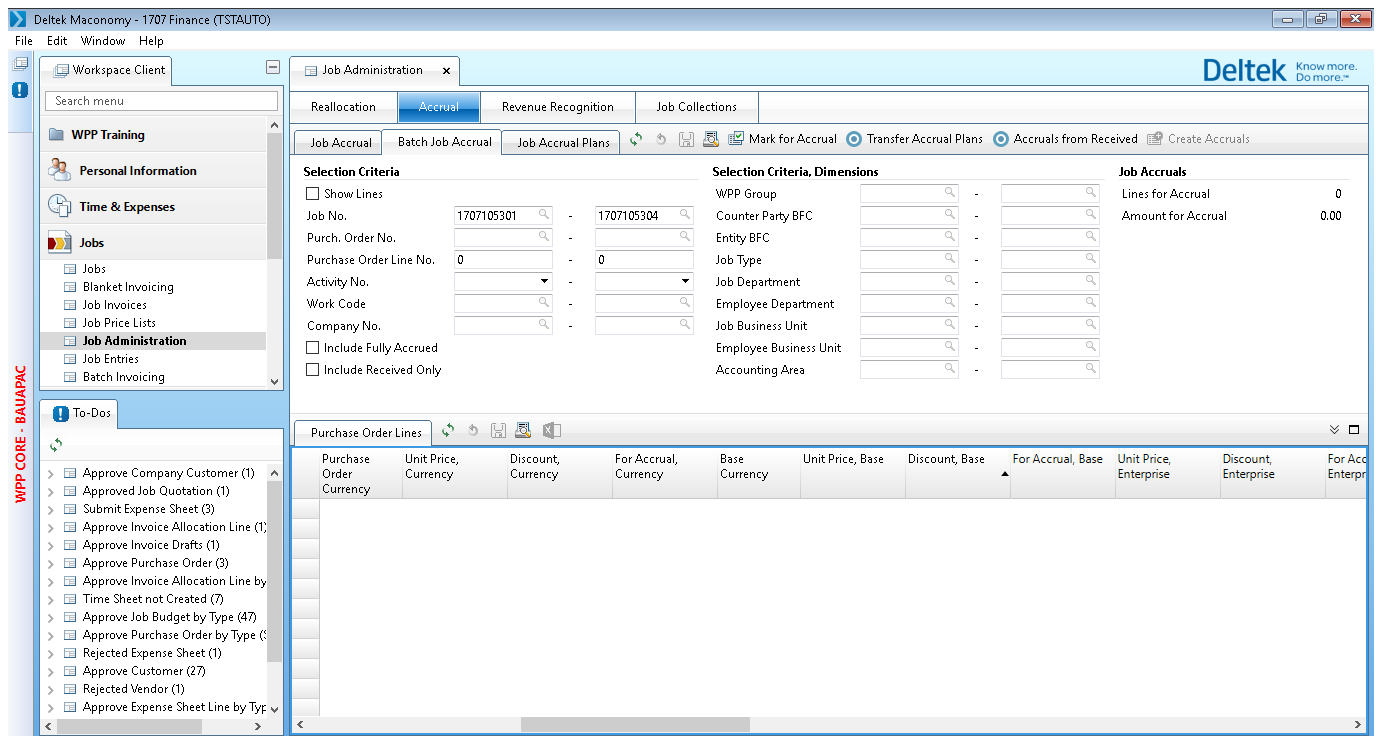 Deltek Maconomy - 1707 Finance (TSTAUTO)
File Edit Window Help
WPP CORE - BAUAPAC
Workspace Client
Search menu
WPP Training
Personal Information
Time & Expenses
Jobs
Jobs
Blanket Invoicing
Job Invoices
Job Price Lists
Job Administration
Job Entries
Batch Invoicing
To-Dos
Approve Company Customer (1)
Approved Job Quotation (1)
Submit Expense Sheet (3)
Approve Invoice Allocation Line (1)
Approve Invoice Drafts (1)
Approve Purchase Order (3)
Approve Invoice Allocation Line by
Time Sheet not Created (7)
Approve Job Budget by Type (47)
Approve Purchase Order by Type (
Rejected Expense Sheet (1)
Approve Customer (27)
Rejected Vendor (1)
Approve Expense Sheet Line by Typ
Job Administration
Deltek Know more.
Do more.™
Reallocation Accrual Revenue Recognition Job Collections
Job Accrual Batch Job Accrual Job Accrual Plans Mark for Accrual Transfer Accrual Plans Accruals from Received Create Accruals
Selection Criteria
Show Lines
Job No. 1707105301 - 1707105304
Purch. Order No. -
Purchase Order Line No. 0 - 0
Activity No. -
Work Code -
Company No. -
Include Fully Accrued
Include Received Only
Selection Criteria, Dimensions
WPP Group -
Counter Party BFC -
Entity BFC -
Job Type -
Job Department -
Employee Department -
Job Business Unit -
Employee Business Unit -
Accounting Area -
Job Accruals
Lines for Accrual 0
Amount for Accrual 0.00
Purchase Order Lines
Purchase Order Currency
Unit Price, Currency
Discount, Currency
For Accrual, Currency
Base Currency
Unit Price, Base
Discount, Base
For Accrual, Base
Unit Price, Enterprise
Discount, Enterprise
For Acc
Enterpr